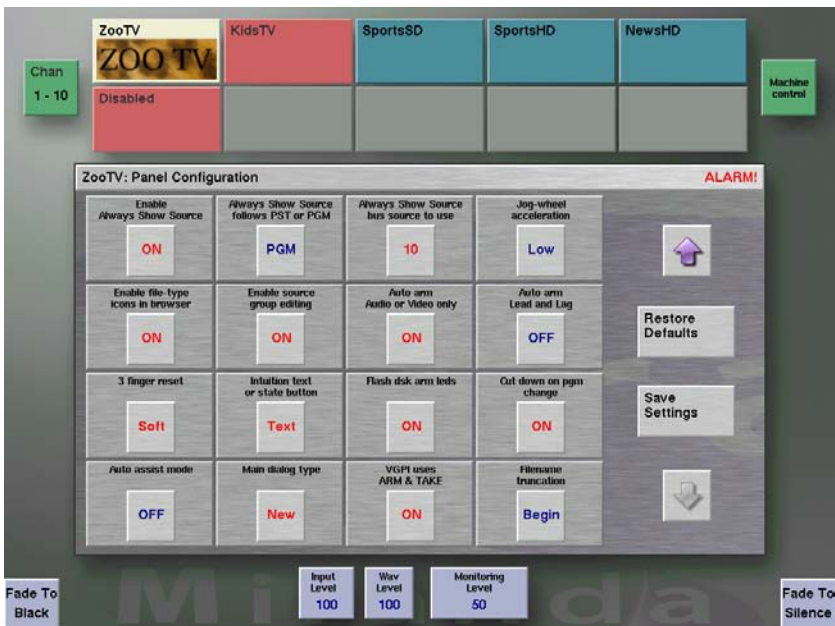 ZooTV
ZOO TV
KidsTV
SportsSD
SportsHD
NewsHD
Chan
1 - 10
Disabled
Machine
control
ZooTV: Panel Configuration
ALARM!
Enable
Always Show Source
ON
Always Show Source
follows PST or PGM
PGM
Always Show Source
bus source to use
10
Jog-wheel
acceleration
Low
Enable file-type
icons in browser
ON
Enable source
group editing
ON
Auto arm
Audio or Video only
ON
Auto arm
Lead and Lag
OFF
Restore
Defaults
3 finger reset
Soft
Intuition text
or state button
Text
Flash dsk arm leds
ON
Cut down on pgm
change
ON
Save
Settings
Auto assist mode
OFF
Main dialog type
New
VGPI uses
ARM & TAKE
ON
Filename
truncation
Begin
Fade To
Black
Miranda
Input
Level
100
Wav
Level
100
Monitoring
Level
50
Fade To
Silence